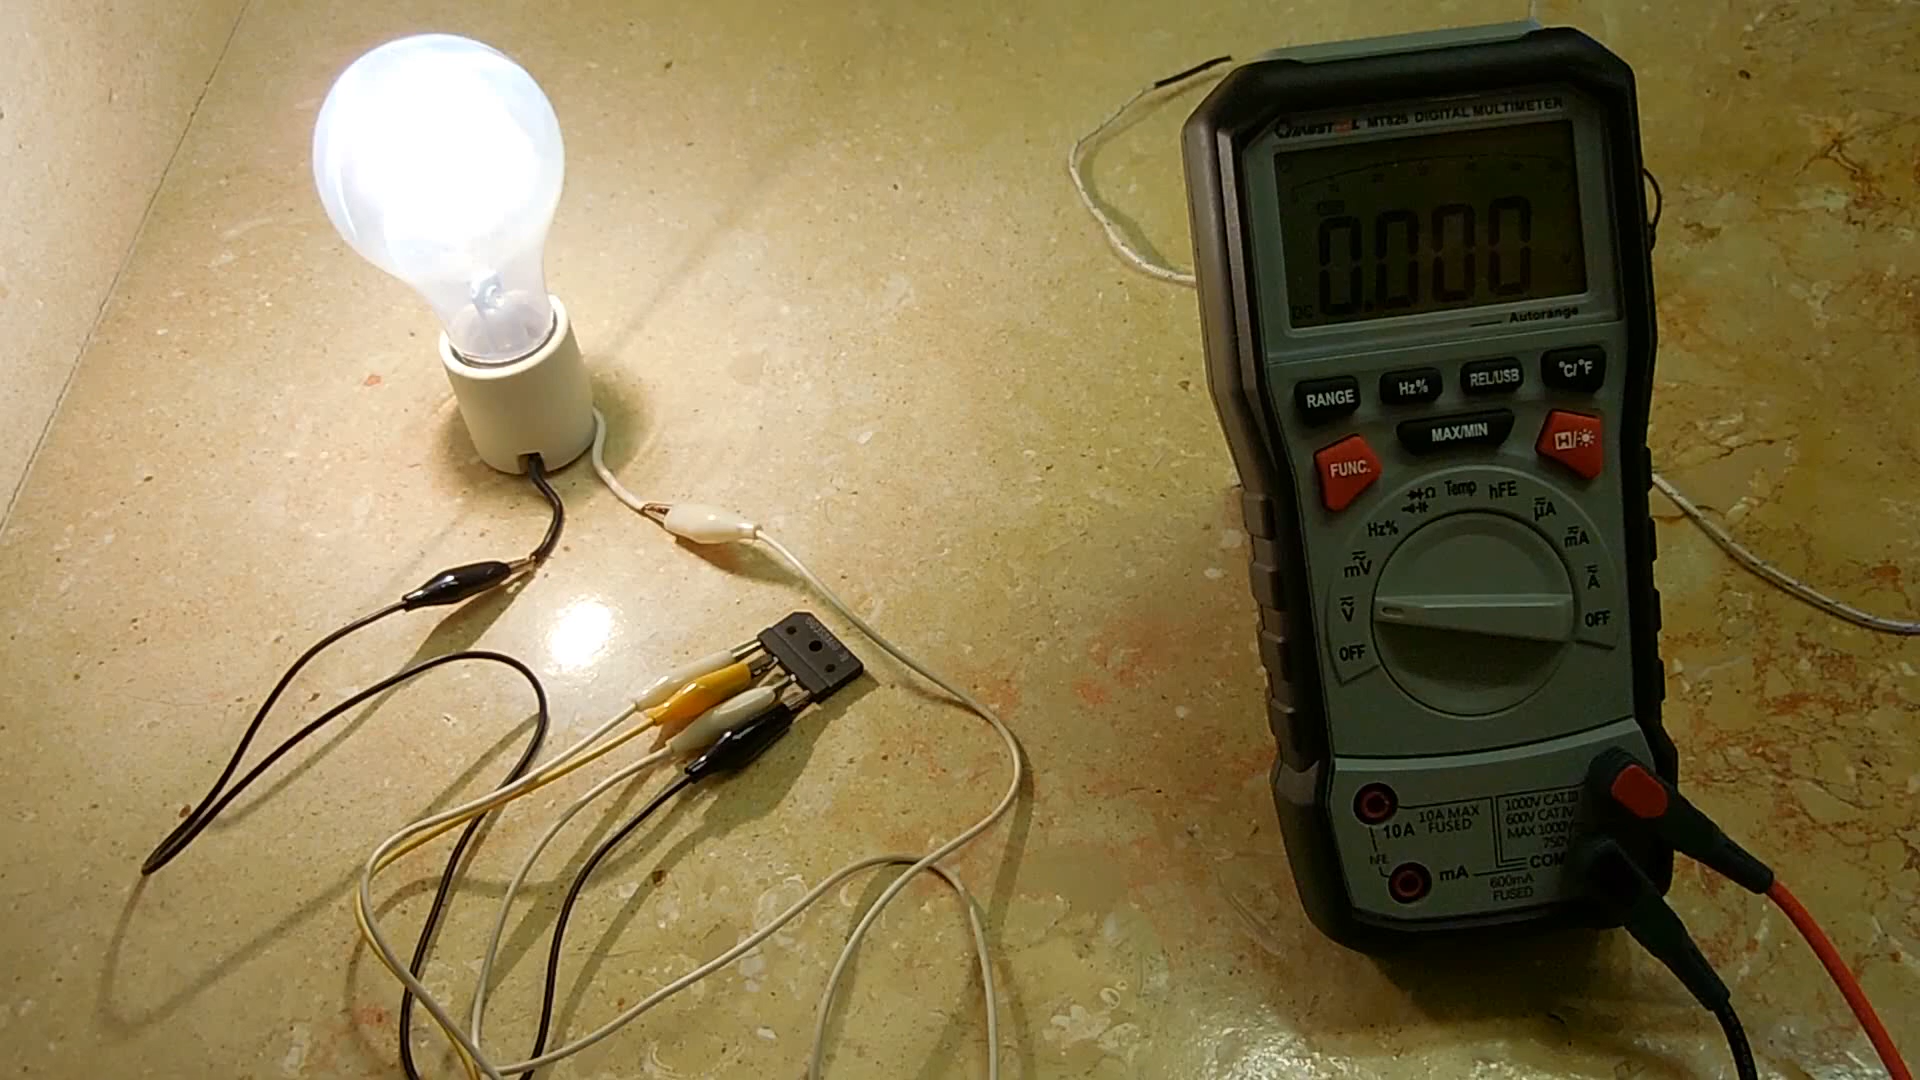 MT826 DIGITAL MULTIMETER
0.000
DC
Autorange
RANGE
Hz%
REL/USB
°C/°F
MAX/MIN
FUNC.
H/☀
Temp
hFE
Hz%
μA
mV
mA
V
A
OFF
OFF
10A
10A MAX
FUSED
1000V CAT.III
600V CAT.IV
MAX 1000V
750V
hFE
mA
COM
600mA
FUSED